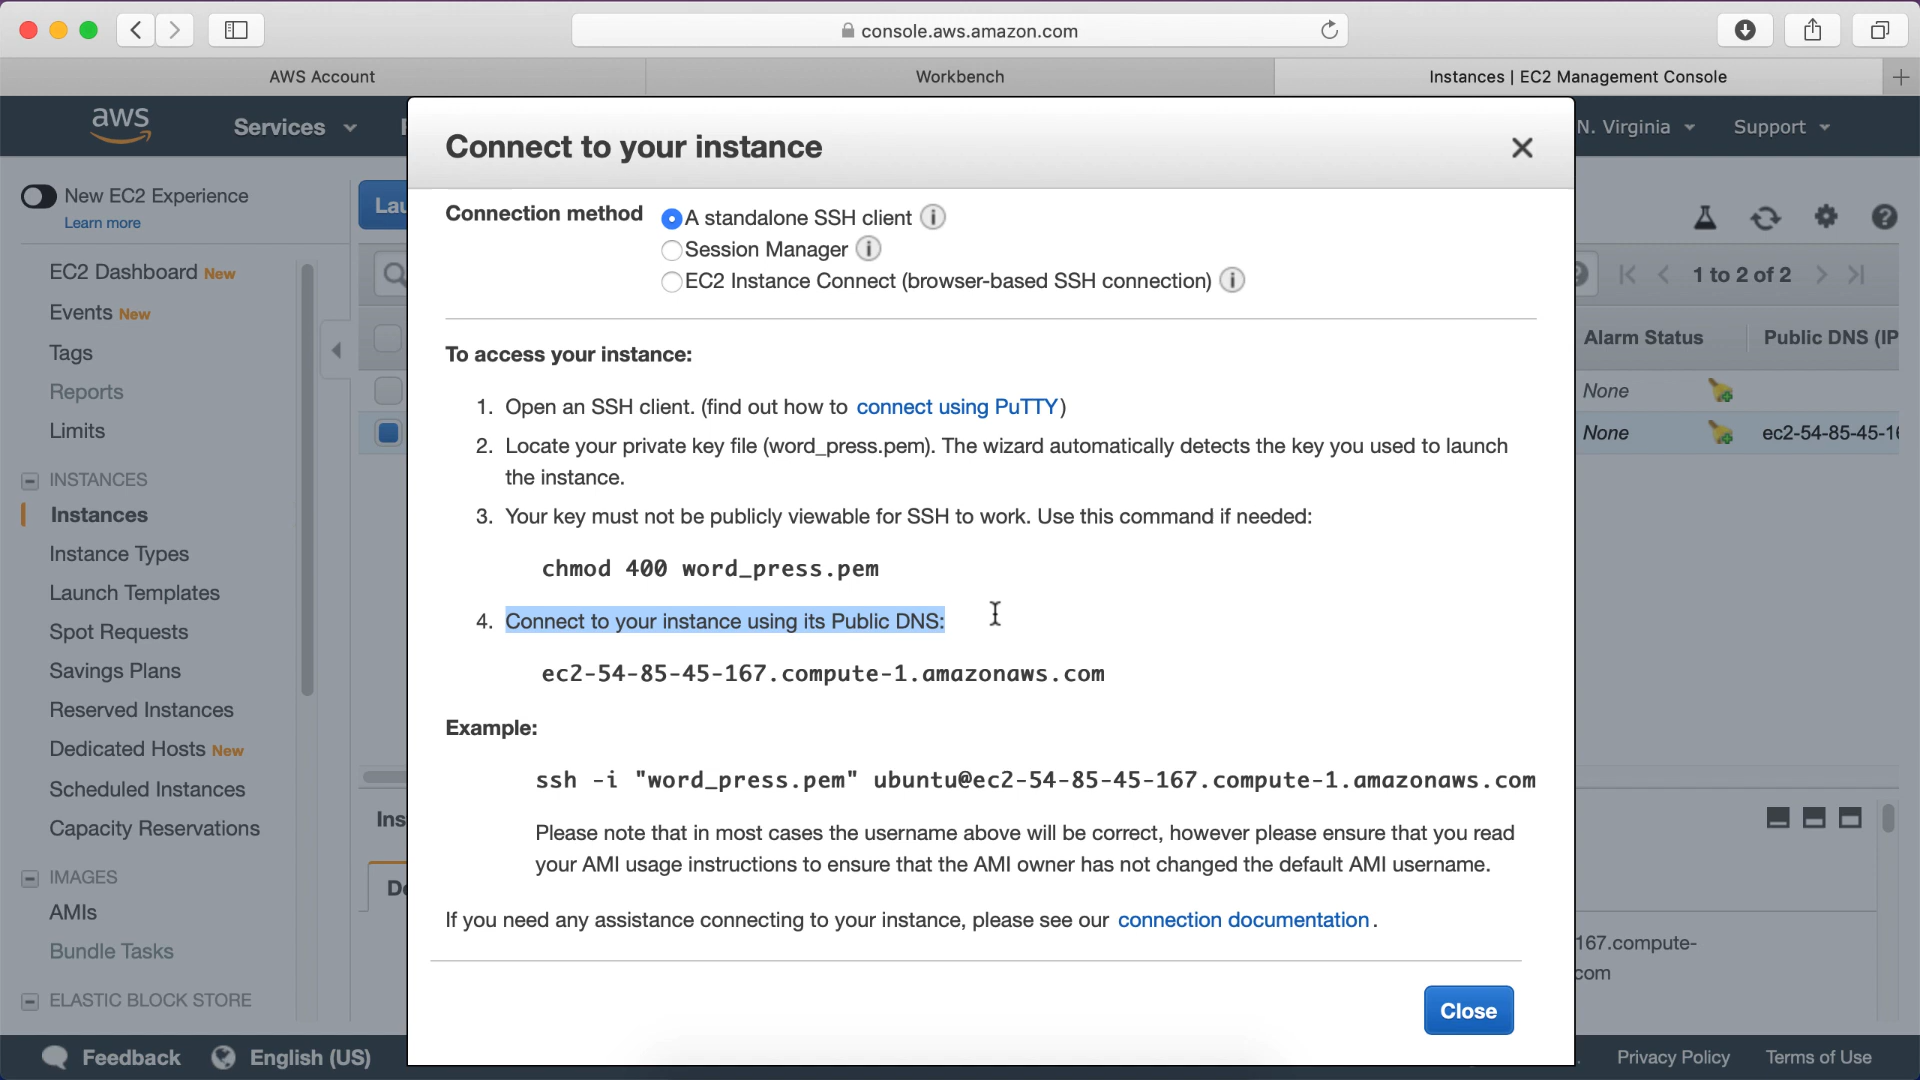 console.aws.amazon.com
AWS Account
Workbench
Instances | EC2 Management Console
aws
Services
N. Virginia
Support
Connect to your instance
New EC2 Experience
Learn more
Connection method
A standalone SSH client
Session Manager
EC2 Instance Connect (browser-based SSH connection)
1 to 2 of 2
EC2 Dashboard New
Events New
Tags
Reports
Limits
INSTANCES
Instances
Instance Types
Launch Templates
Spot Requests
Savings Plans
Reserved Instances
Dedicated Hosts New
Scheduled Instances
Capacity Reservations
IMAGES
AMIs
Bundle Tasks
ELASTIC BLOCK STORE
To access your instance:
1. Open an SSH client. (find out how to connect using PuTTY)
2. Locate your private key file (word_press.pem). The wizard automatically detects the key you used to launch
the instance.
3. Your key must not be publicly viewable for SSH to work. Use this command if needed:
chmod 400 word_press.pem
4. Connect to your instance using its Public DNS:
ec2-54-85-45-167.compute-1.amazonaws.com
Example:
ssh -i "word_press.pem" ubuntu@ec2-54-85-45-167.compute-1.amazonaws.com
Please note that in most cases the username above will be correct, however please ensure that you read
your AMI usage instructions to ensure that the AMI owner has not changed the default AMI username.
If you need any assistance connecting to your instance, please see our connection documentation.
Close
Alarm Status
Public DNS (IP
None
None
ec2-54-85-45-16
167.compute-
com
Feedback
English (US)
Privacy Policy
Terms of Use